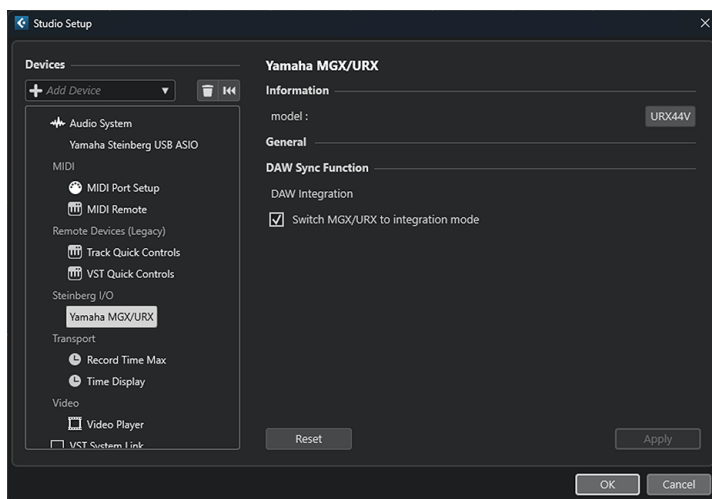 Studio Setup
Devices
Add Device
Audio System
Yamaha Steinberg USB ASIO
MIDI
MIDI Port Setup
MIDI Remote
Remote Devices (Legacy)
Track Quick Controls
VST Quick Controls
Steinberg I/O
Yamaha MGX/URX
Transport
Record Time Max
Time Display
Video
Video Player
VST System Link
Yamaha MGX/URX
Information
model :
URX44V
General
DAW Sync Function
DAW Integration
Switch MGX/URX to integration mode
Reset
Apply
OK
Cancel